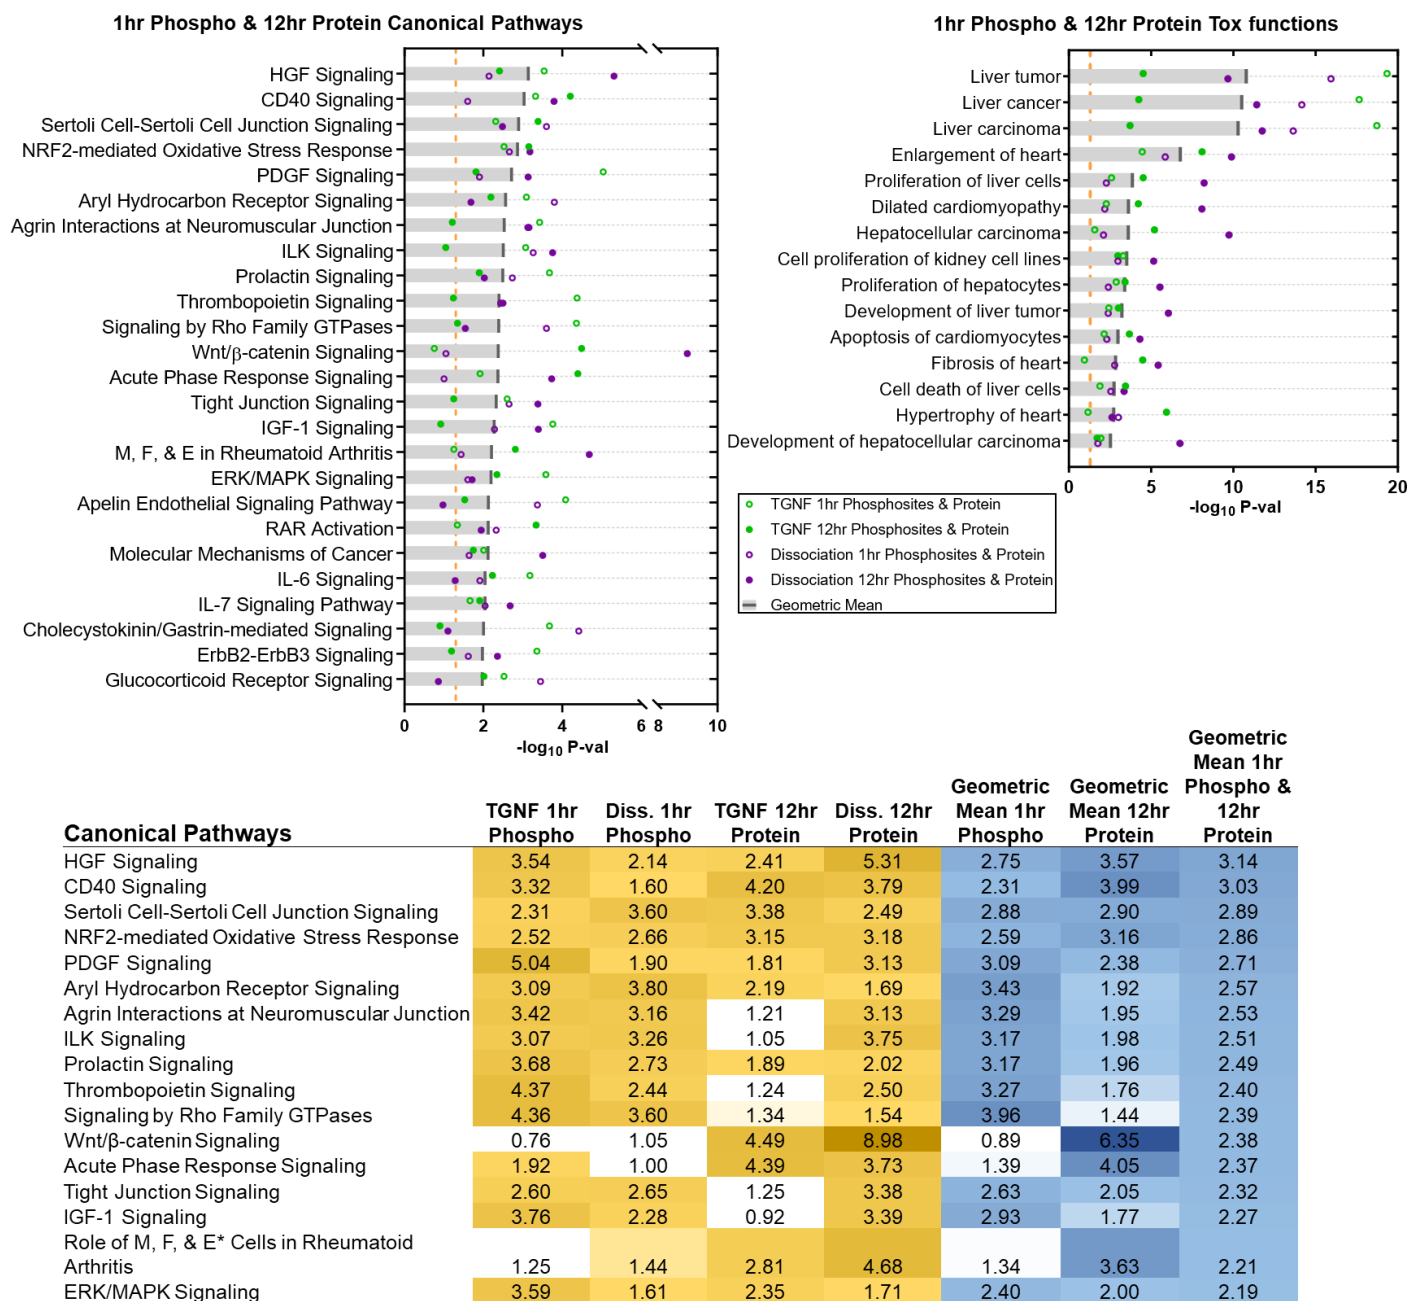 1hr Phospho & 12hr Protein Canonical Pathways
HGF Signaling
CD40 Signaling
Sertoli Cell-Sertoli Cell Junction Signaling
NRF2-mediated Oxidative Stress Response
PDGF Signaling
Aryl Hydrocarbon Receptor Signaling
Agrin Interactions at Neuromuscular Junction
ILK Signaling
Prolactin Signaling
Thrombopoietin Signaling
Signaling by Rho Family GTPases
Wnt/β-catenin Signaling
Acute Phase Response Signaling
Tight Junction Signaling
IGF-1 Signaling
M, F, & E in Rheumatoid Arthritis
ERK/MAPK Signaling
Apelin Endothelial Signaling Pathway
RAR Activation
Molecular Mechanisms of Cancer
IL-6 Signaling
IL-7 Signaling Pathway
Cholecystokinin/Gastrin-mediated Signaling
ErbB2-ErbB3 Signaling
Glucocorticoid Receptor Signaling
0 2 4 6 8 10
-log10 P-val
1hr Phospho & 12hr Protein Tox functions
Liver tumor
Liver cancer
Liver carcinoma
Enlargement of heart
Proliferation of liver cells
Dilated cardiomyopathy
Hepatocellular carcinoma
Cell proliferation of kidney cell lines
Proliferation of hepatocytes
Development of liver tumor
Apoptosis of cardiomyocytes
Fibrosis of heart
Cell death of liver cells
Hypertrophy of heart
Development of hepatocellular carcinoma
0 5 10 15 20
-log10 P-val
TGNF 1hr Phosphosites & Protein
TGNF 12hr Phosphosites & Protein
Dissociation 1hr Phosphosites & Protein
Dissociation 12hr Phosphosites & Protein
Geometric Mean
Geometric
Mean 1hr
Geometric Geometric Phospho &
TGNF 1hr Diss. 1hr TGNF 12hr Diss. 12hr Mean 1hr Mean 12hr 12hr
Canonical Pathways Phospho Phospho Protein Protein Phospho Protein Protein
HGF Signaling 3.54 2.14 2.41 5.31 2.75 3.57 3.14
CD40 Signaling 3.32 1.60 4.20 3.79 2.31 3.99 3.03
Sertoli Cell-Sertoli Cell Junction Signaling 2.31 3.60 3.38 2.49 2.88 2.90 2.89
NRF2-mediated Oxidative Stress Response 2.52 2.66 3.15 3.18 2.59 3.16 2.86
PDGF Signaling 5.04 1.90 1.81 3.13 3.09 2.38 2.71
Aryl Hydrocarbon Receptor Signaling 3.09 3.80 2.19 1.69 3.43 1.92 2.57
Agrin Interactions at Neuromuscular Junction 3.42 3.16 1.21 3.13 3.29 1.95 2.53
ILK Signaling 3.07 3.26 1.05 3.75 3.17 1.98 2.51
Prolactin Signaling 3.68 2.73 1.89 2.02 3.17 1.96 2.49
Thrombopoietin Signaling 4.37 2.44 1.24 2.50 3.27 1.76 2.40
Signaling by Rho Family GTPases 4.36 3.60 1.34 1.54 3.96 1.44 2.39
Wnt/β-catenin Signaling 0.76 1.05 4.49 8.98 0.89 6.35 2.38
Acute Phase Response Signaling 1.92 1.00 4.39 3.73 1.39 4.05 2.37
Tight Junction Signaling 2.60 2.65 1.25 3.38 2.63 2.05 2.32
IGF-1 Signaling 3.76 2.28 0.92 3.39 2.93 1.77 2.27
Role of M, F, & E* Cells in Rheumatoid
Arthritis 1.25 1.44 2.81 4.68 1.34 3.63 2.21
ERK/MAPK Signaling 3.59 1.61 2.35 1.71 2.40 2.00 2.19